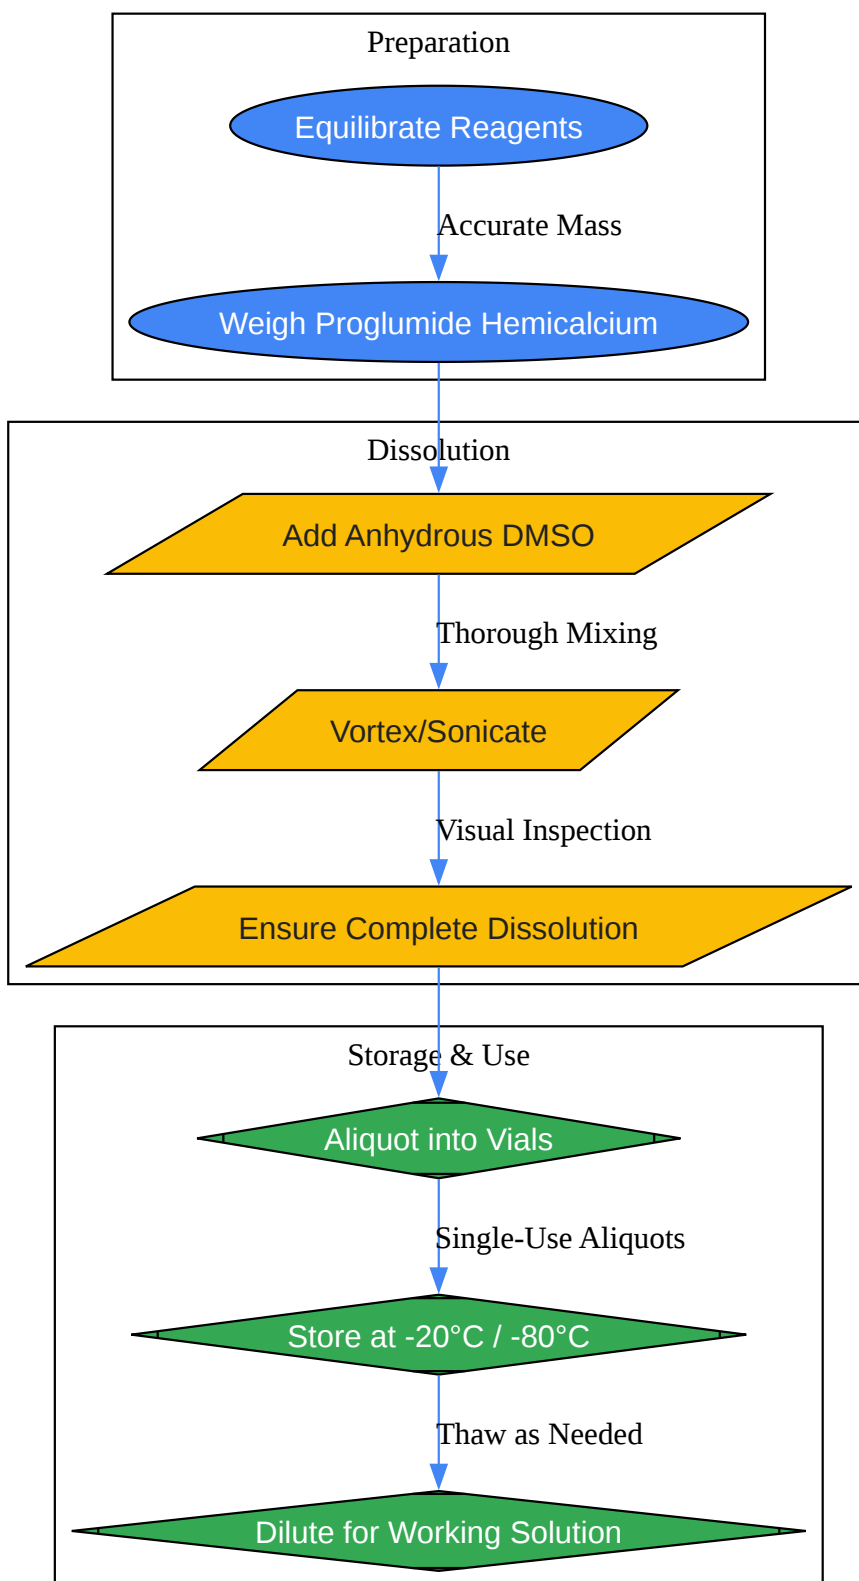 Preparation
Equilibrate Reagents
Accurate Mass
Weigh Proglumide Hemicalcium
Dissolution
Add Anhydrous DMSO
Thorough Mixing
Vortex/Sonicate
Visual Inspection
Ensure Complete Dissolution
Storage & Use
Aliquot into Vials
Single-Use Aliquots
Store at -20°C / -80°C
Thaw as Needed
Dilute for Working Solution